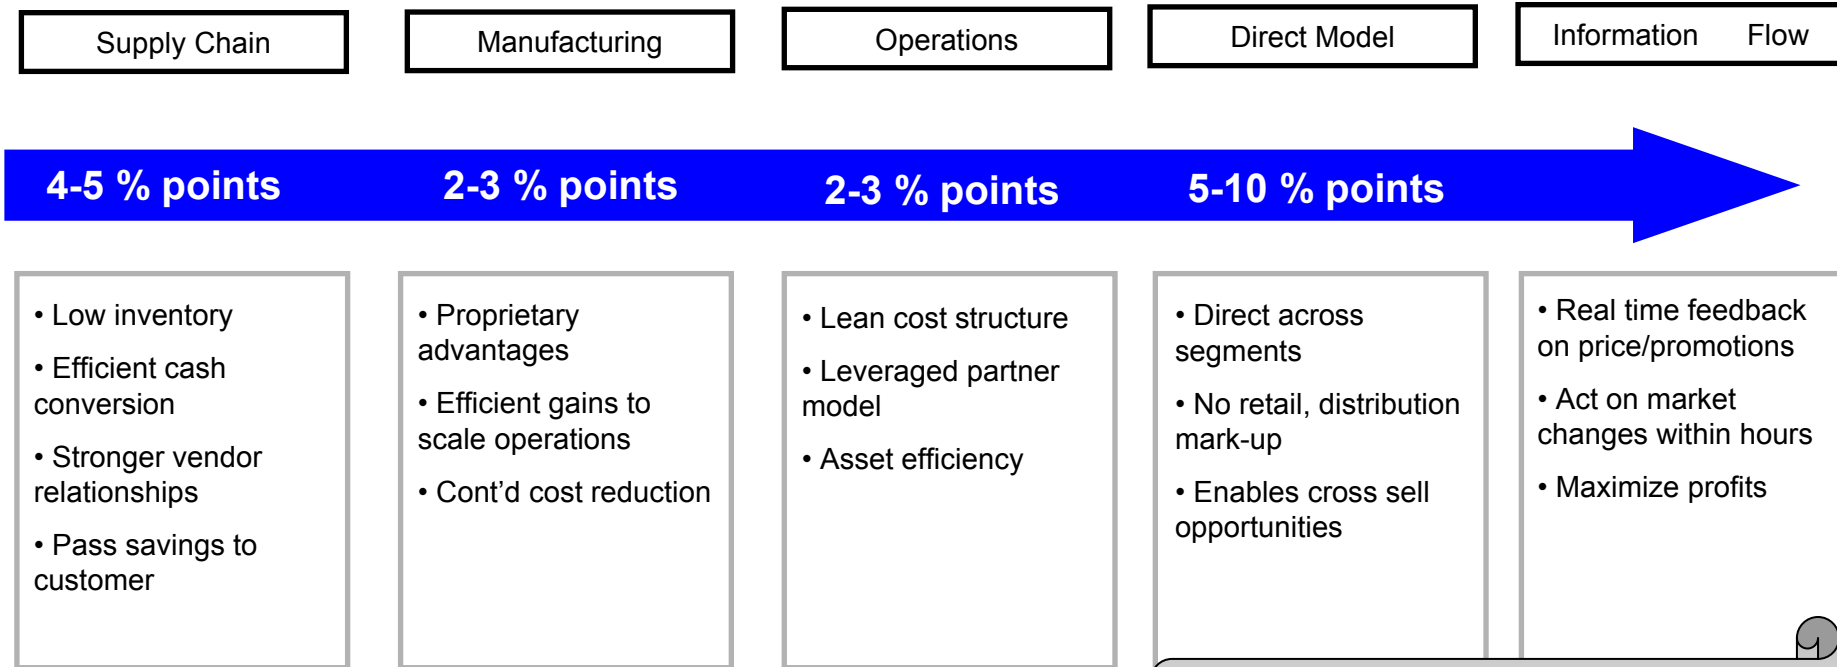 Supply Chain
Manufacturing
Operations
Direct Model
Information Flow
4-5 % points
2-3 % points
2-3 % points
5-10 % points
• Low inventory
• Efficient cash
conversion
• Stronger vendor
relationships
• Pass savings to
customer
• Proprietary
advantages
• Efficient gains to
scale operations
• Cont’d cost reduction
• Lean cost structure
• Leveraged partner
model
• Asset efficiency
• Direct across
segments
• No retail, distribution
mark-up
• Enables cross sell
opportunities
• Real time feedback
on price/promotions
• Act on market
changes within hours
• Maximize profits